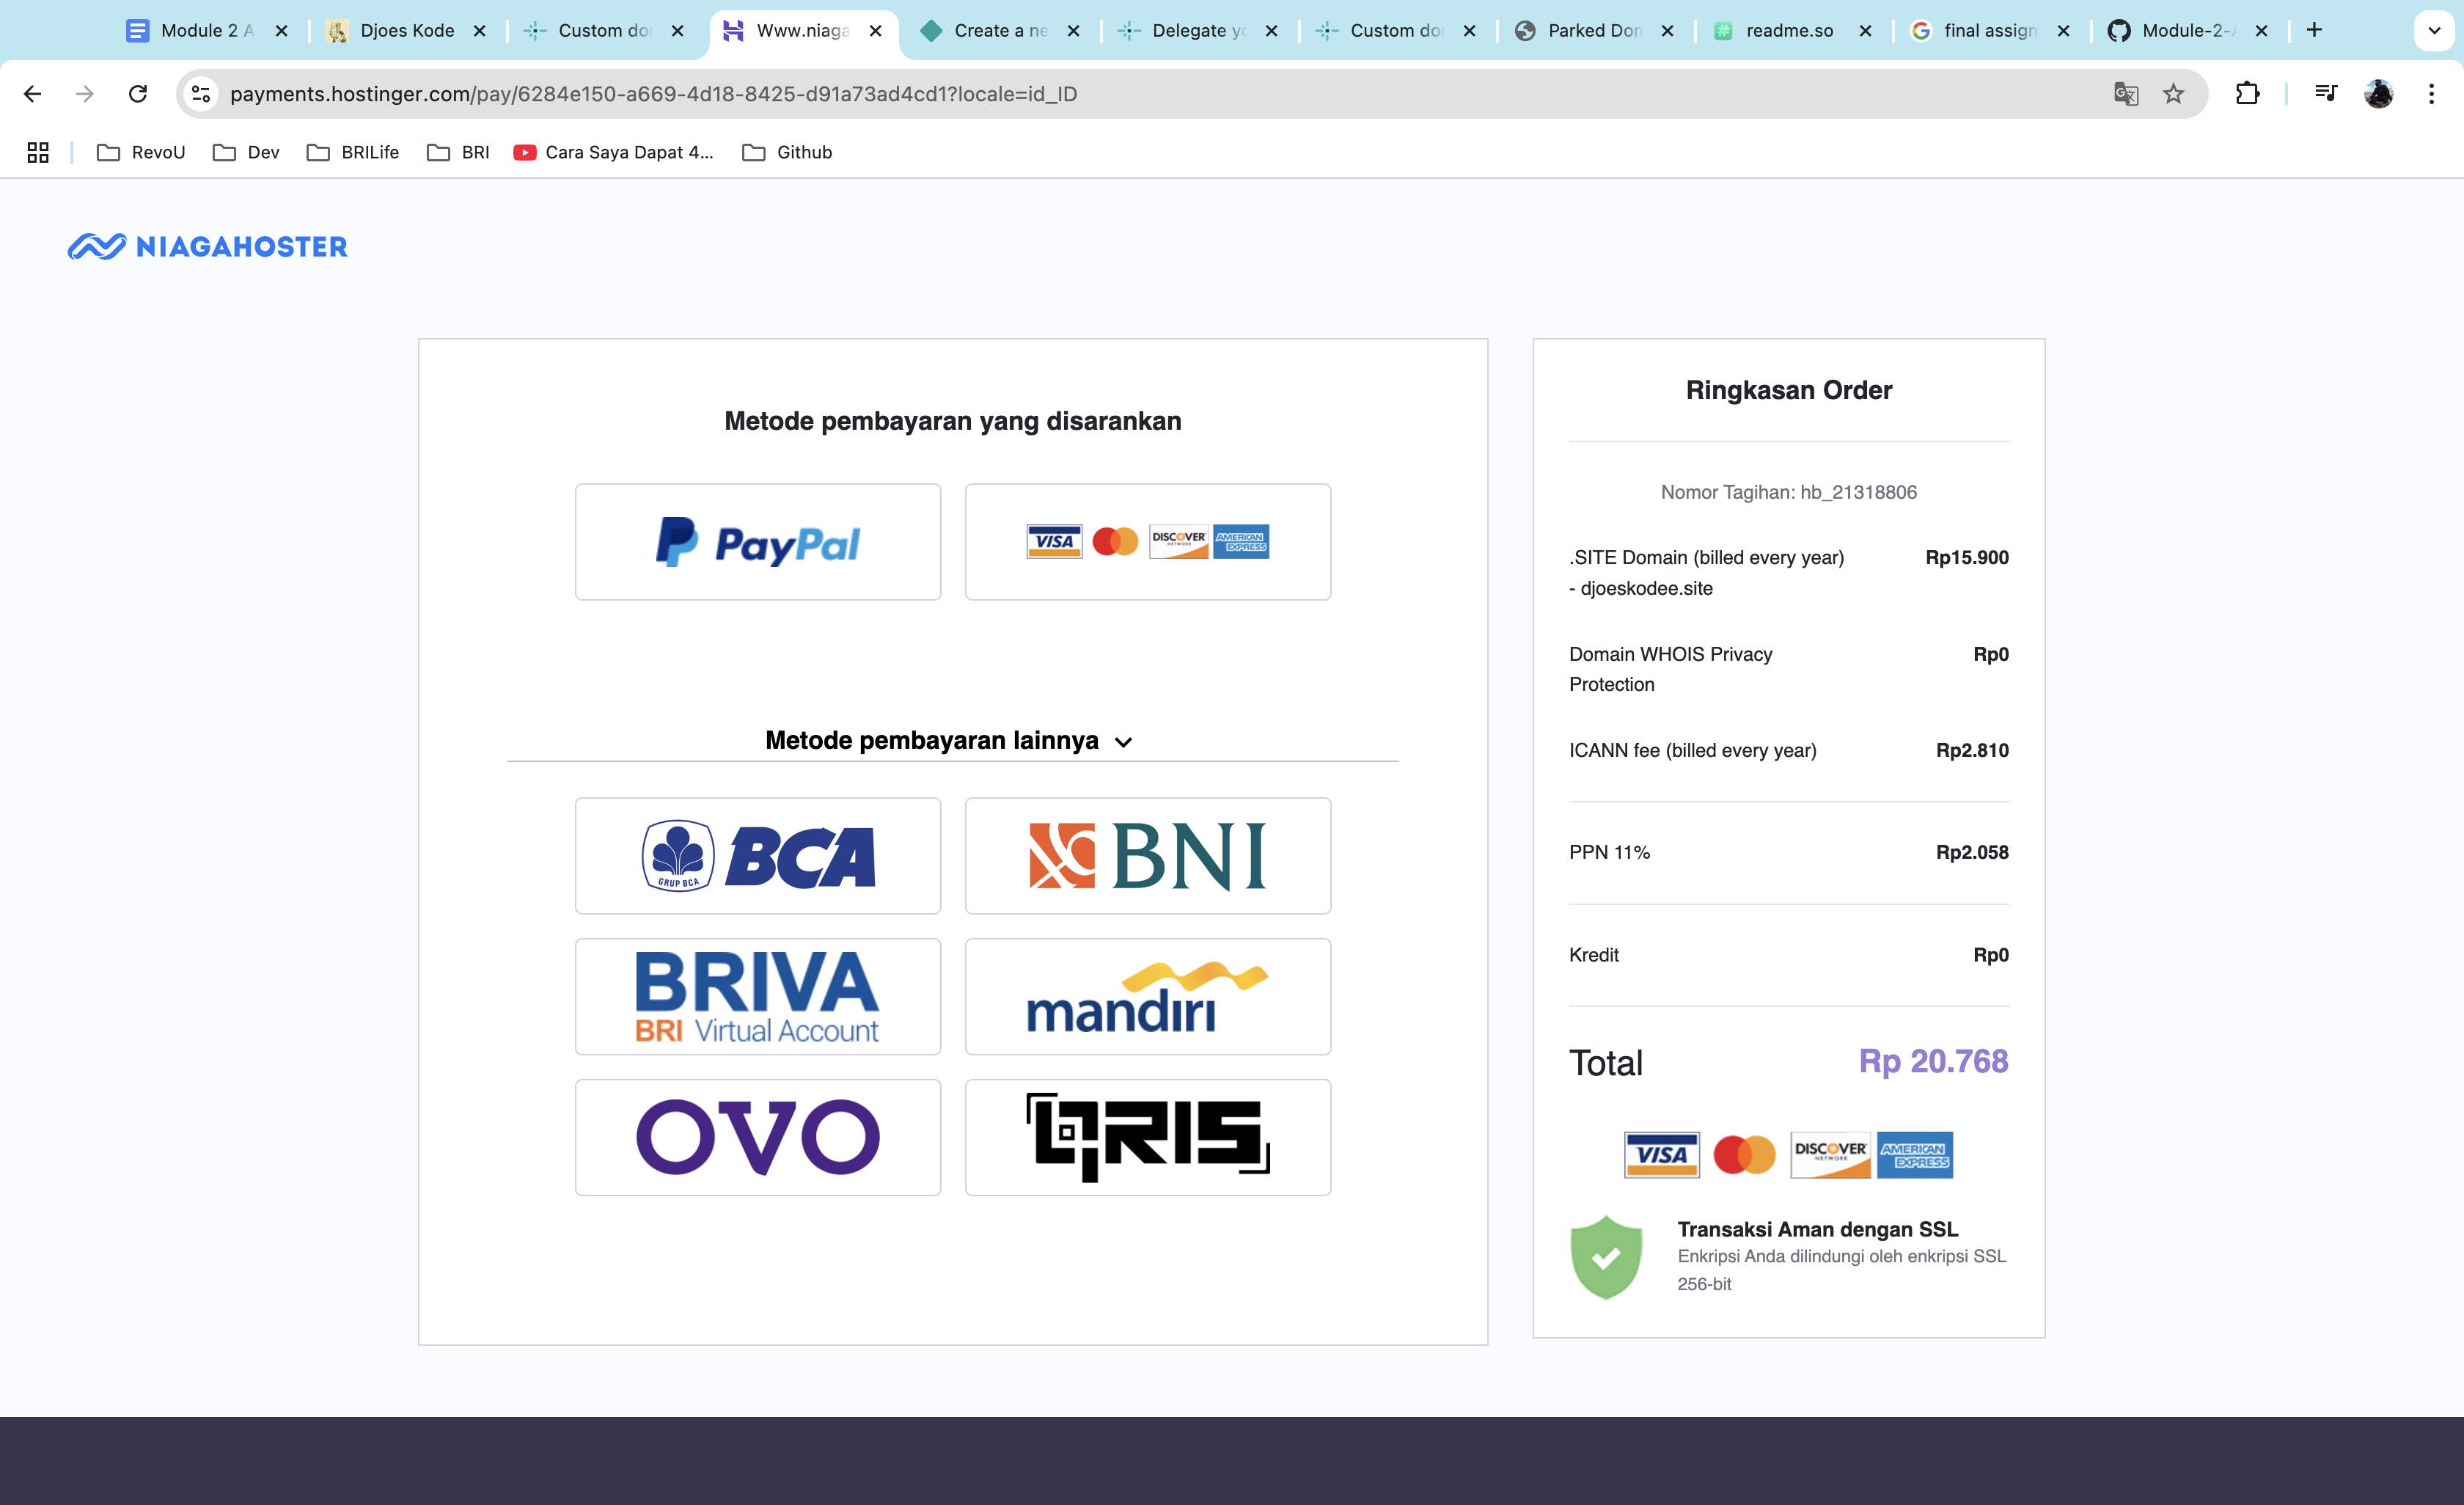 Module 2 A
Djoes Kode
Custom do
Www.niaga
Create a ne
Delegate yo
Custom do
Parked Dom
readme.so
final assign
Module-2-
payments.hostinger.com/pay/6284e150-a669-4d18-8425-d91a73ad4cd1?locale=id_ID
RevoU
Dev
BRILife
BRI
Cara Saya Dapat 4...
Github
NIAGAHOSTER
Metode pembayaran yang disarankan
PayPal
VISA
DISCOVER
NETWORK
AMERICAN
EXPRESS
Metode pembayaran lainnya
GRUP BCA
BCA
BNI
BRIVA
BRI Virtual Account
mandiri
OVO
QRIS
Ringkasan Order
Nomor Tagihan: hb_21318806
.SITE Domain (billed every year) Rp15.900
- djoeskodee.site
Domain WHOIS Privacy Rp0
Protection
ICANN fee (billed every year) Rp2.810
PPN 11% Rp2.058
Kredit Rp0
Total Rp 20.768
VISA
DISCOVER
NETWORK
AMERICAN
EXPRESS
Transaksi Aman dengan SSL
Enkripsi Anda dilindungi oleh enkripsi SSL
256-bit